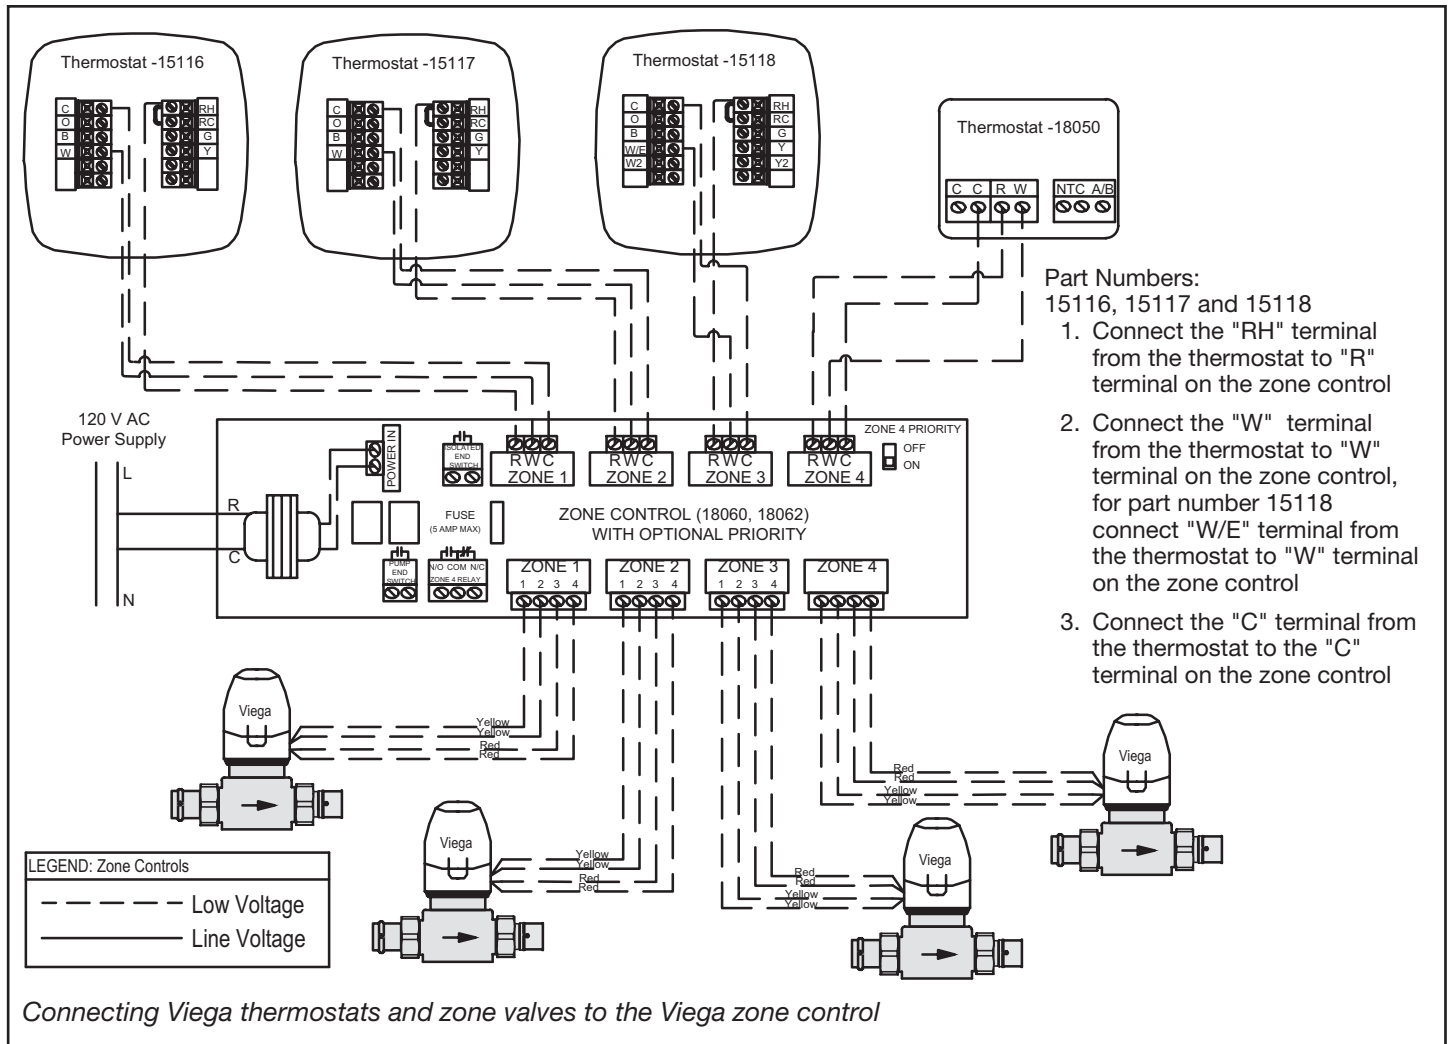 Thermostat -15116
C
O
B
W
RH
RC
G
Y
Thermostat -15117
C
O
B
W
RH
RC
G
Y
Thermostat -15118
C
O
B
W/E
W2
RH
RC
G
Y
Y2
Thermostat -18050
C C R W
NTC A/B
Part Numbers:
15116, 15117 and 15118
1. Connect the "RH" terminal
from the thermostat to "R"
terminal on the zone control
2. Connect the "W" terminal
from the thermostat to "W"
terminal on the zone control,
for part number 15118
connect "W/E" terminal from
the thermostat to "W" terminal
on the zone control
3. Connect the "C" terminal from
the thermostat to the "C"
terminal on the zone control
120 V AC
Power Supply
L
N
R
C
POWER IN
ISOLATED
END
SWITCH
R W C
ZONE 1
R W C
ZONE 2
R W C
ZONE 3
R W C
ZONE 4
ZONE 4 PRIORITY
OFF
ON
FUSE
(5 AMP MAX)
ZONE CONTROL (18060, 18062)
WITH OPTIONAL PRIORITY
PUMP
END
SWITCH
N/O COM N/C
ZONE 4 RELAY
ZONE 1
1 2 3 4
ZONE 2
1 2 3 4
ZONE 3
1 2 3 4
ZONE 4
1 2 3 4
Viega
Yellow
Yellow
Red
Red
Viega
Yellow
Yellow
Red
Red
Viega
Red
Red
Yellow
Yellow
Viega
Red
Red
Yellow
Yellow
LEGEND: Zone Controls
Low Voltage
Line Voltage
Connecting Viega thermostats and zone valves to the Viega zone control